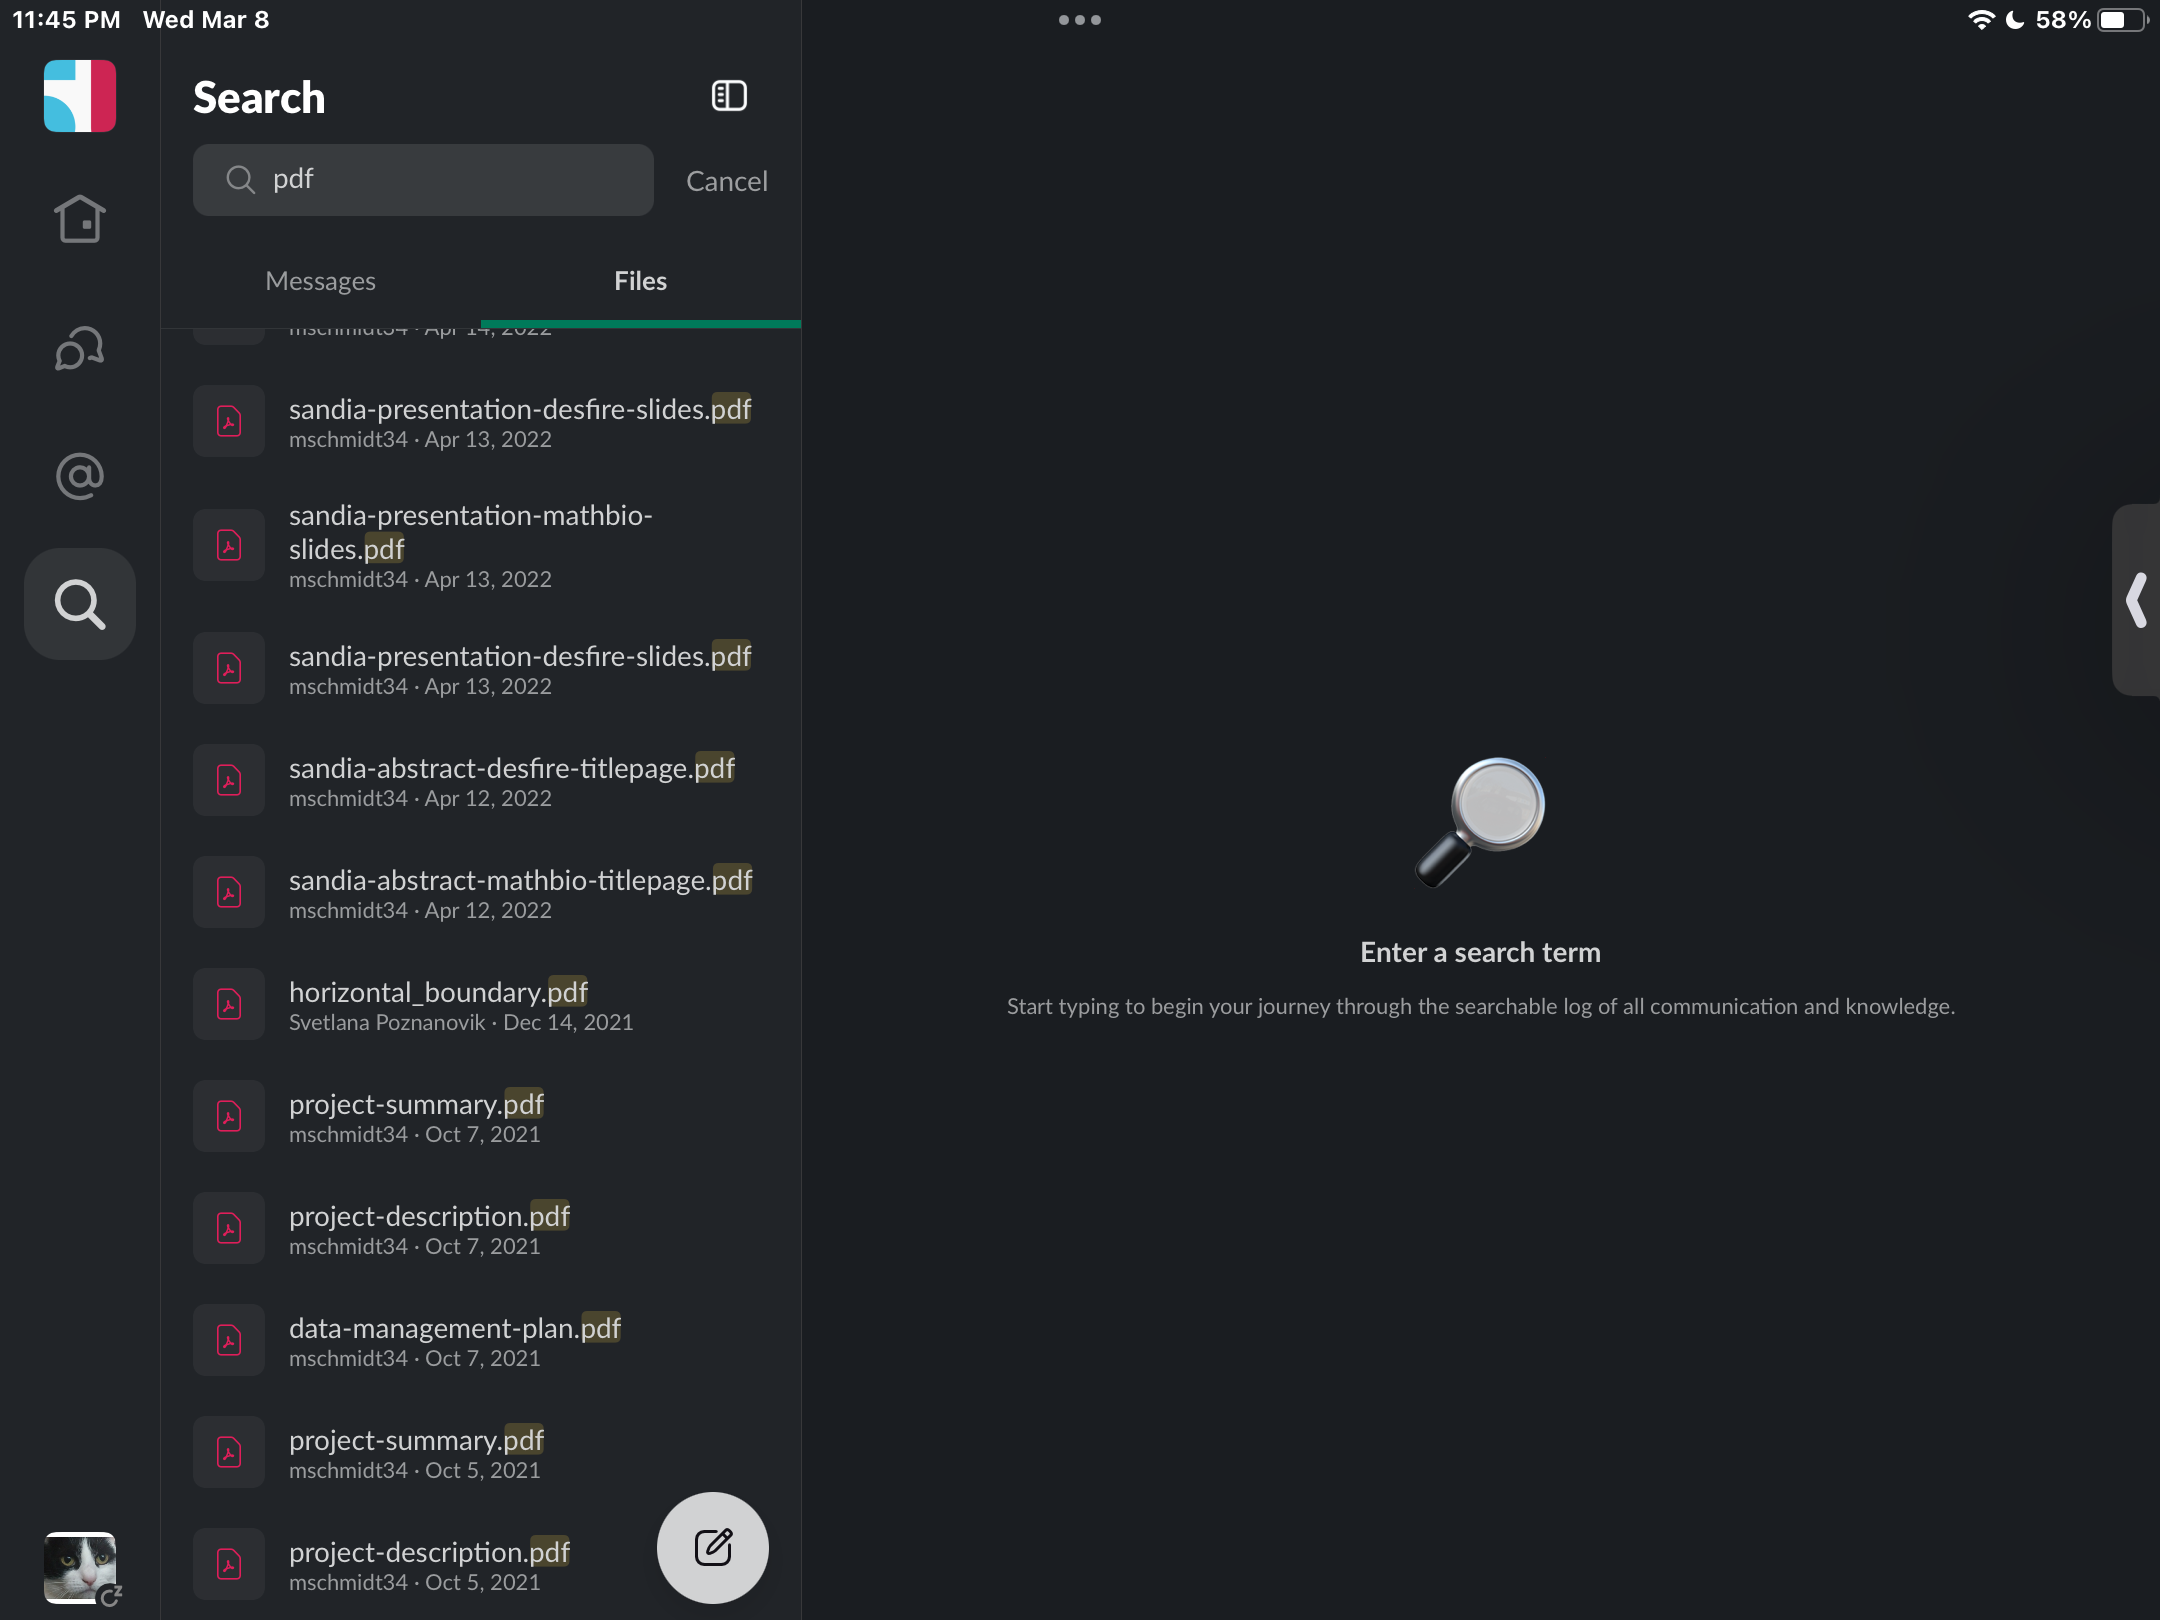 11:45 PM Wed Mar 8
58%
Search
pdf
Cancel
Messages
Files
mschmidt34 · Apr 14, 2022
sandia-presentation-desfire-slides.pdf
mschmidt34 · Apr 13, 2022
sandia-presentation-mathbio-
slides.pdf
mschmidt34 · Apr 13, 2022
sandia-presentation-desfire-slides.pdf
mschmidt34 · Apr 13, 2022
sandia-abstract-desfire-titlepage.pdf
mschmidt34 · Apr 12, 2022
sandia-abstract-mathbio-titlepage.pdf
mschmidt34 · Apr 12, 2022
horizontal_boundary.pdf
Svetlana Poznanovik · Dec 14, 2021
project-summary.pdf
mschmidt34 · Oct 7, 2021
project-description.pdf
mschmidt34 · Oct 7, 2021
data-management-plan.pdf
mschmidt34 · Oct 7, 2021
project-summary.pdf
mschmidt34 · Oct 5, 2021
project-description.pdf
mschmidt34 · Oct 5, 2021
Enter a search term
Start typing to begin your journey through the searchable log of all communication and knowledge.